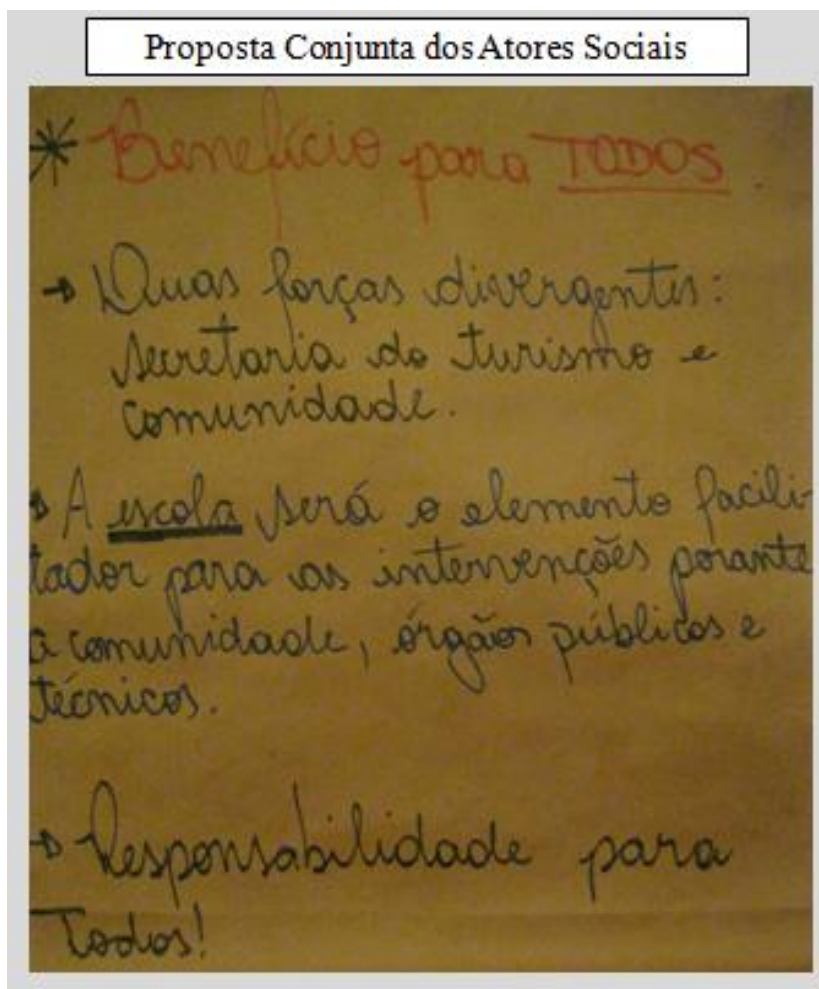 Proposta Conjunta dos Atores Sociais
* Benefício para TODOS.
→ Duas forças divergentes:
secretaria do turismo e
comunidade.
→ A escola será o elemento facili-
tador para as intervenções perante
a comunidade, órgãos públicos e
técnicos.
→ Responsabilidade para
Todos!